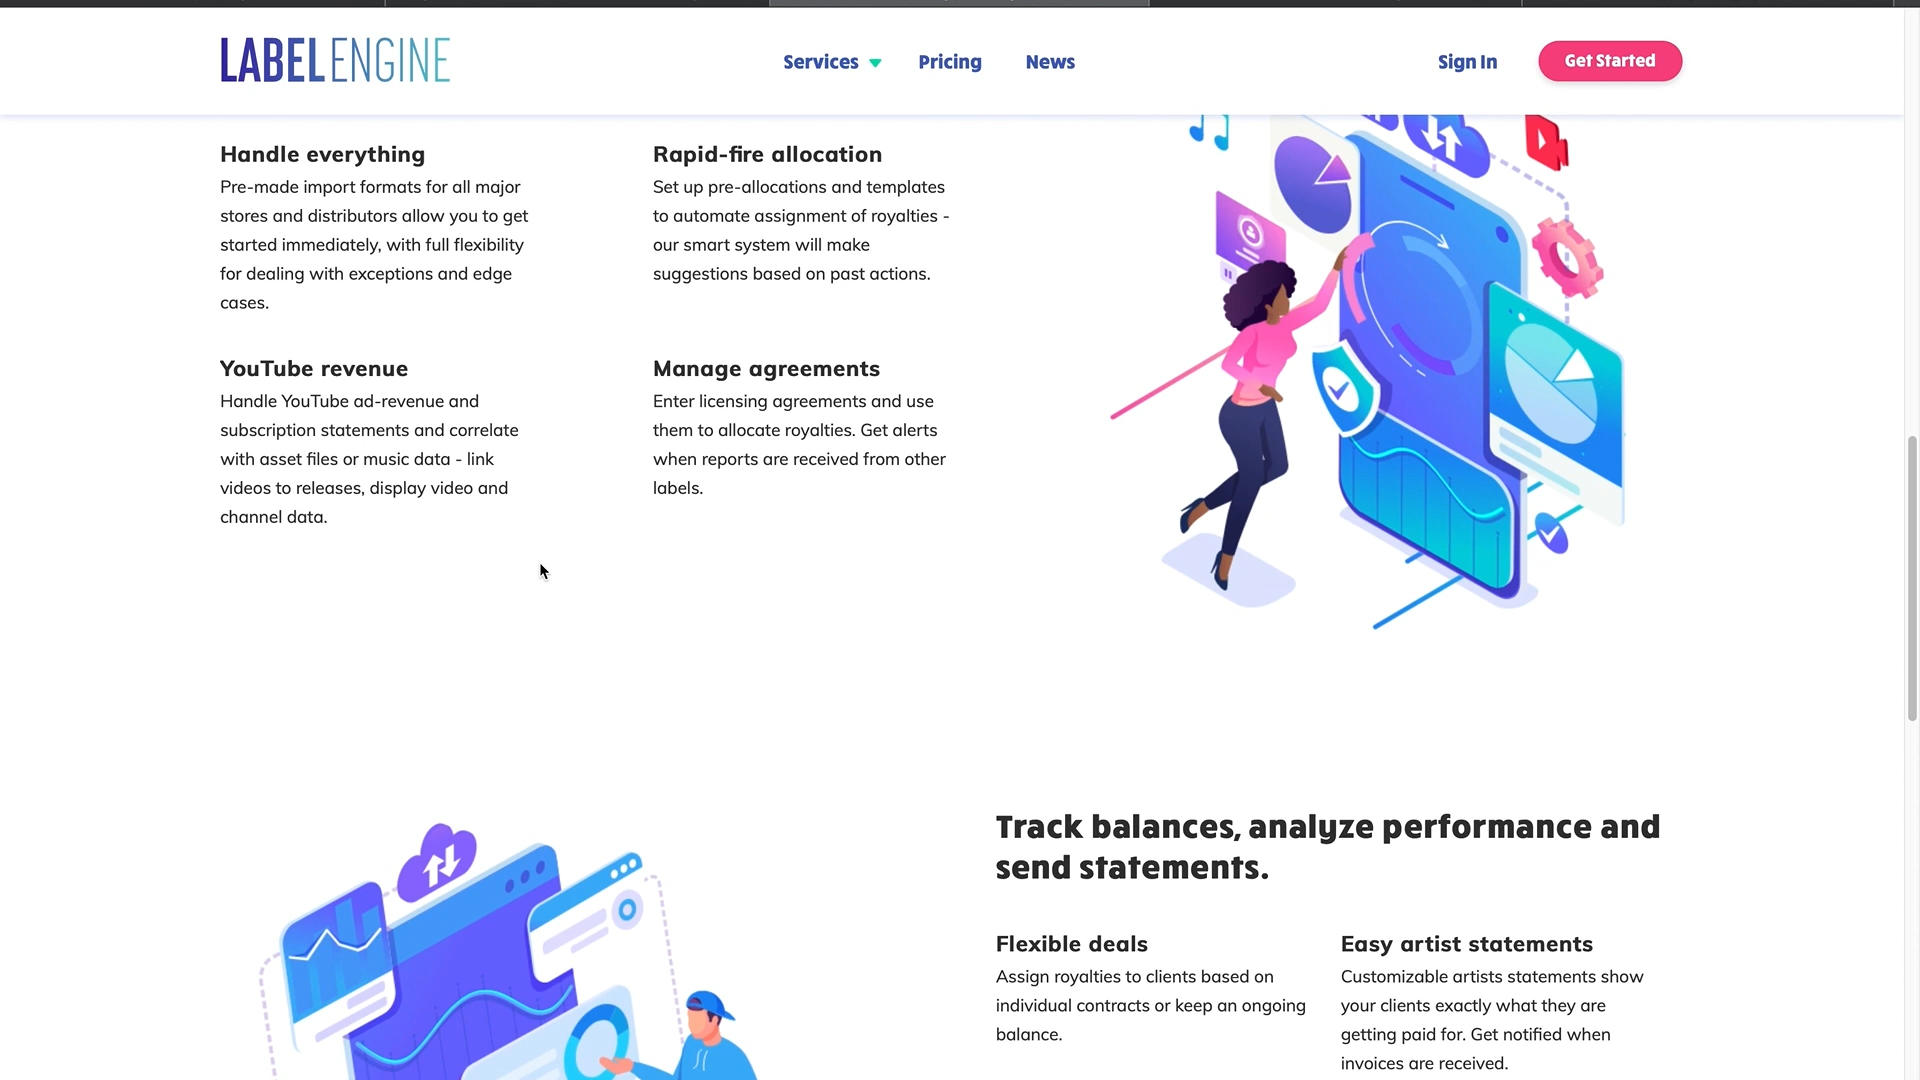 LABELENGINE
Services
Pricing
News
Sign In
Get Started
Handle everything
Pre-made import formats for all major
stores and distributors allow you to get
started immediately, with full flexibility
for dealing with exceptions and edge
cases.
Rapid-fire allocation
Set up pre-allocations and templates
to automate assignment of royalties -
our smart system will make
suggestions based on past actions.
YouTube revenue
Handle YouTube ad-revenue and
subscription statements and correlate
with asset files or music data - link
videos to releases, display video and
channel data.
Manage agreements
Enter licensing agreements and use
them to allocate royalties. Get alerts
when reports are received from other
labels.
Track balances, analyze performance and
send statements.
Flexible deals
Assign royalties to clients based on
individual contracts or keep an ongoing
balance.
Easy artist statements
Customizable artists statements show
your clients exactly what they are
getting paid for. Get notified when
invoices are received.